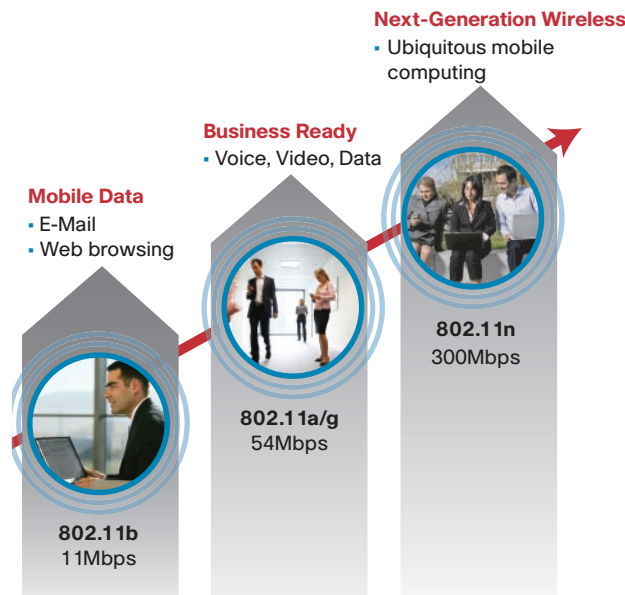 Next-Generation Wireless
▪ Ubiquitous mobile
computing
Business Ready
▪ Voice, Video, Data
Mobile Data
▪ E-Mail
▪ Web browsing
802.11n
300Mbps
802.11a/g
54Mbps
802.11b
11Mbps